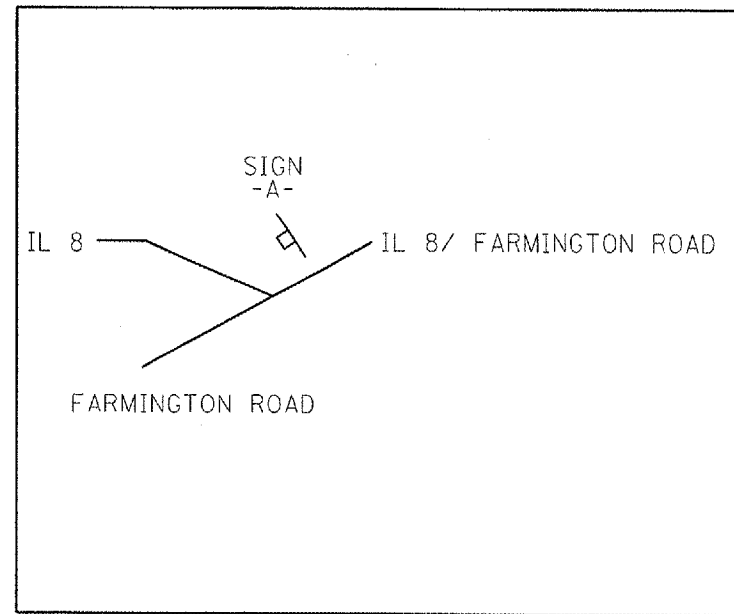 SIGN
-A-
IL 8
IL 8/ FARMINGTON ROAD
FARMINGTON ROAD